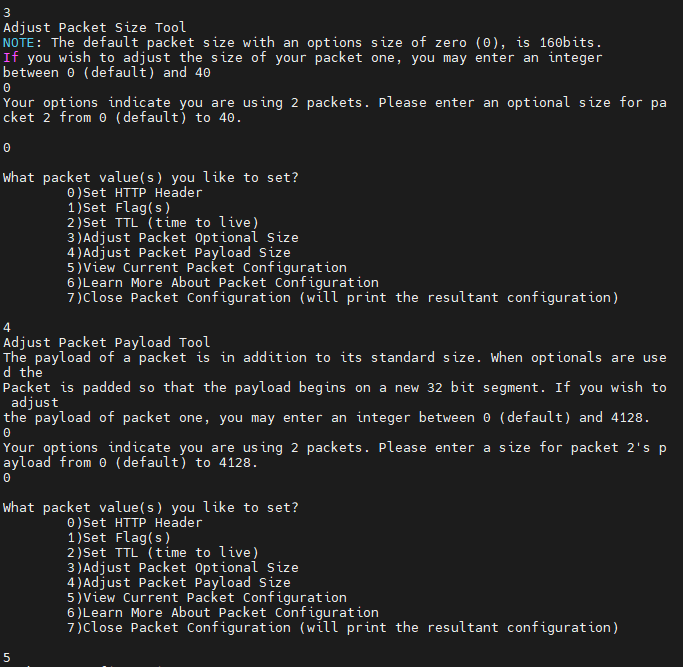 3
Adjust Packet Size Tool
NOTE: The default packet size with an options size of zero (0), is 160bits.
If you wish to adjust the size of your packet one, you may enter an integer
between 0 (default) and 40
0
Your options indicate you are using 2 packets. Please enter an optional size for pa
cket 2 from 0 (default) to 40.
0
What packet value(s) you like to set?
0)Set HTTP Header
1)Set Flag(s)
2)Set TTL (time to live)
3)Adjust Packet Optional Size
4)Adjust Packet Payload Size
5)View Current Packet Configuration
6)Learn More About Packet Configuration
7)Close Packet Configuration (will print the resultant configuration)
4
Adjust Packet Payload Tool
The payload of a packet is in addition to its standard size. When optionals are use
d the
Packet is padded so that the payload begins on a new 32 bit segment. If you wish to
adjust
the payload of packet one, you may enter an integer between 0 (default) and 4128.
0
Your options indicate you are using 2 packets. Please enter a size for packet 2's p
ayload from 0 (default) to 4128.
0
What packet value(s) you like to set?
0)Set HTTP Header
1)Set Flag(s)
2)Set TTL (time to live)
3)Adjust Packet Optional Size
4)Adjust Packet Payload Size
5)View Current Packet Configuration
6)Learn More About Packet Configuration
7)Close Packet Configuration (will print the resultant configuration)
5